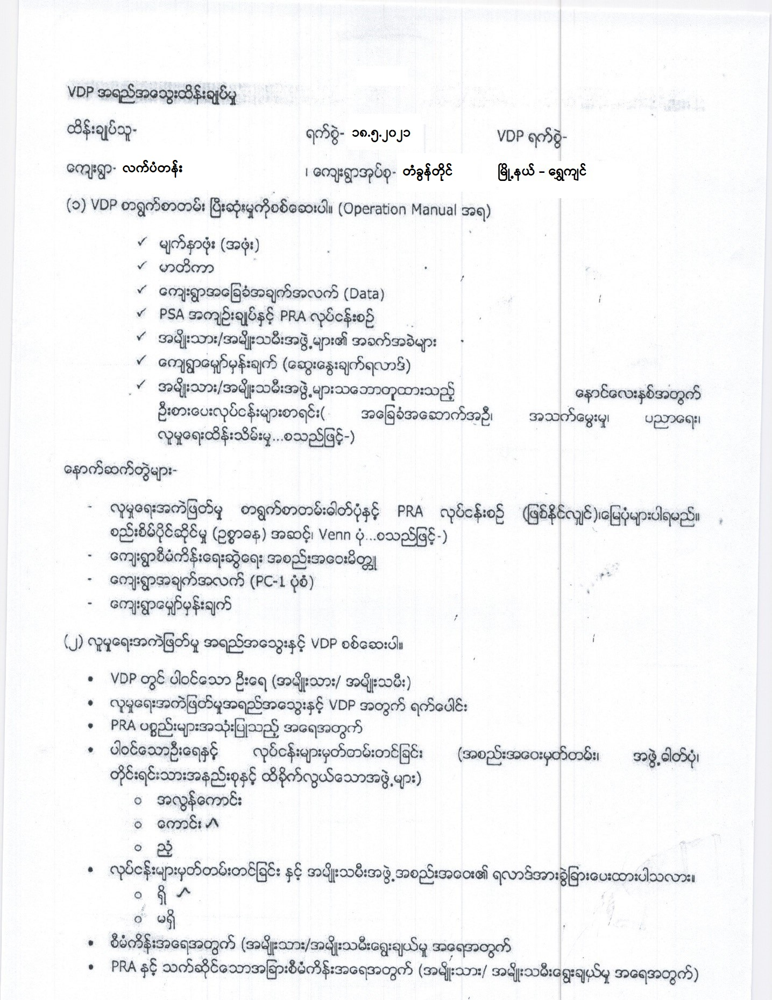 VDP အရည်အသွေးထိန်းချုပ်မှု
ထိန်းချုပ်သူ- ရက်စွဲ- ၁၈.၅.၂၀၂၁ VDP ရက်စွဲ-
ကျေးရွာ- လက်ပံတန်း ၊ ကျေးရွာအုပ်စု- တံခွန်တိုင် မြို့နယ် – ရွှေကျင်
(၁) VDP စာရွက်စာတမ်း ပြီးဆုံးမှုကိုစစ်ဆေးပါ။ (Operation Manual အရ)
✓ မျက်နှာဖုံး (အဖုံး)
✓ မာတိကာ
✓ ကျေးရွာအခြေခံအချက်အလက် (Data)
✓ PSA အကျဉ်းချုပ်နှင့် PRA လုပ်ငန်းစဉ်
✓ အမျိုးသား/အမျိုးသမီးအဖွဲ့များ၏ အခက်အခဲများ
✓ ကျေရွာမျှော်မှန်းချက် (ဆွေးနွေးချက်ရလာဒ်)
✓ အမျိုးသား/အမျိုးသမီးအဖွဲ့များသဘောတူထားသည့် နောင်လေးနှစ်အတွက်
ဦးစားပေးလုပ်ငန်းများစာရင်း( အခြေခံအဆောက်အဦ၊ အသက်မွေးမှု၊ ပညာရေး၊
လူမှုရေးထိန်းသိမ်းမှု...စသည်ဖြင့်-)
နောက်ဆက်တွဲများ-
- လူမှုရေးအကဲဖြတ်မှု စာရွက်စာတမ်းဓါတ်ပုံနှင့် PRA လုပ်ငန်းစဉ် (ဖြစ်နိုင်လျှင်)၊မြေပုံများပါရမည်။
စည်းစိမ်ပိုင်ဆိုင်မှု (ဥစ္စာဓန) အဆင့်၊ Venn ပုံ...စသည်ဖြင့်-)
- ကျေးရွာစီမံကိန်းရေးဆွဲရေး အစည်းအဝေးမိတ္တူ
- ကျေးရွာအချက်အလက် (PC-1 ပုံစံ)
- ကျေးရွာမျှော်မှန်းချက်
(၂) လူမှုရေးအကဲဖြတ်မှု အရည်အသွေးနှင့် VDP စစ်ဆေးပါ။
• VDP တွင် ပါဝင်သော ဦးရေ (အမျိုးသား/ အမျိုးသမီး)
• လူမှုရေးအကဲဖြတ်မှုအရည်အသွေးနှင့် VDP အတွက် ရက်ပေါင်း
• PRA ပစ္စည်းများအသုံးပြုသည့် အရေအတွက်
• ပါဝင်သောဦးရေနှင့် လုပ်ငန်းများမှတ်တမ်းတင်ခြင်း (အစည်းအဝေးမှတ်တမ်း၊ အဖွဲ့ဓါတ်ပုံ၊
တိုင်းရင်းသားအနည်းစုနှင့် ထိခိုက်လွယ်သောအဖွဲ့များ)
o အလွန်ကောင်း
o ကောင်း
o ညံ့
• လုပ်ငန်းများမှတ်တမ်းတင်ခြင်း နှင့် အမျိုးသမီးအဖွဲ့အစည်းအဝေး၏ ရလာဒ်အားခွဲခြားပေးထားပါသလား။
o ရှိ
o မရှိ
• စီမံကိန်းအရေအတွက် (အမျိုးသား/အမျိုးသမီးရွေးချယ်မှု အရေအတွက်
• PRA နှင့် သက်ဆိုင်သောအခြားစီမံကိန်းအရေအတွက် (အမျိုးသား/ အမျိုးသမီးရွေးချယ်မှု အရေအတွက်)